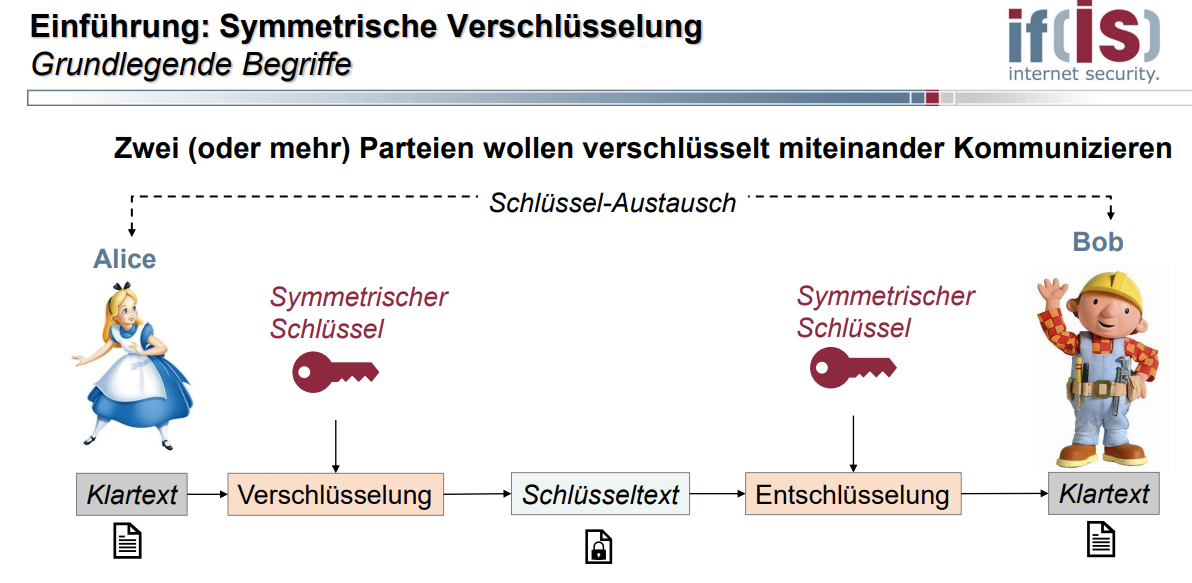 Einführung: Symmetrische Verschlüsselung
Grundlegende Begriffe
if(is)
internet security.
Zwei (oder mehr) Parteien wollen verschlüsselt miteinander Kommunizieren
Schlüssel-Austausch
Alice
Bob
Symmetrischer
Schlüssel
Symmetrischer
Schlüssel
Klartext
Verschlüsselung
Schlüsseltext
Entschlüsselung
Klartext